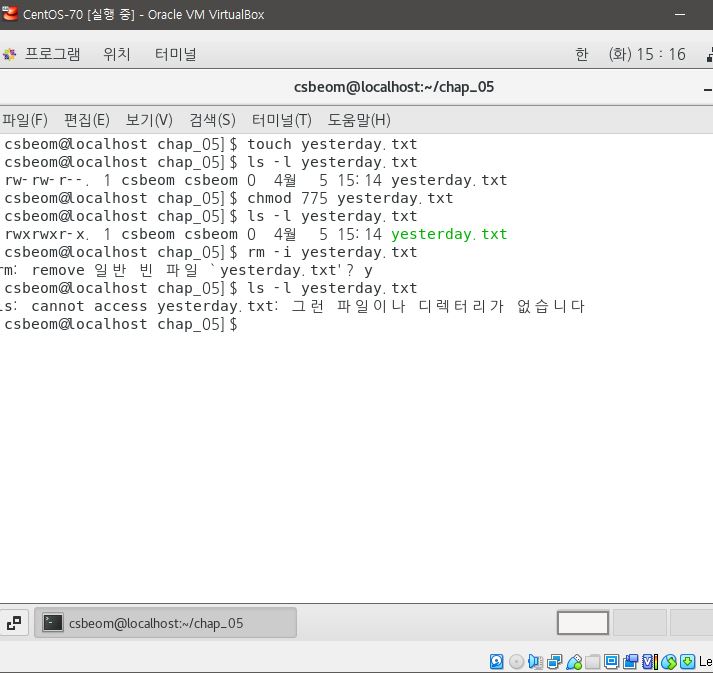 CentOS-70 [실행 중] - Oracle VM VirtualBox
프로그램 위치 터미널 한 (화) 15 : 16
csbeom@localhost:~/chap_05
파일(F) 편집(E) 보기(V) 검색(S) 터미널(T) 도움말(H)
csbeom@localhost chap_05]$ touch yesterday.txt
csbeom@localhost chap_05]$ ls -l yesterday.txt
rw-rw-r--. 1 csbeom csbeom 0 4월 5 15:14 yesterday.txt
csbeom@localhost chap_05]$ chmod 775 yesterday.txt
csbeom@localhost chap_05]$ ls -l yesterday.txt
rwxrwxr-x. 1 csbeom csbeom 0 4월 5 15:14 yesterday.txt
csbeom@localhost chap_05]$ rm -i yesterday.txt
rm: remove 일반 빈 파일 `yesterday.txt'? y
csbeom@localhost chap_05]$ ls -l yesterday.txt
ls: cannot access yesterday.txt: 그런 파일이나 디렉터리가 없습니다
csbeom@localhost chap_05]$
csbeom@localhost:~/chap_05
Le